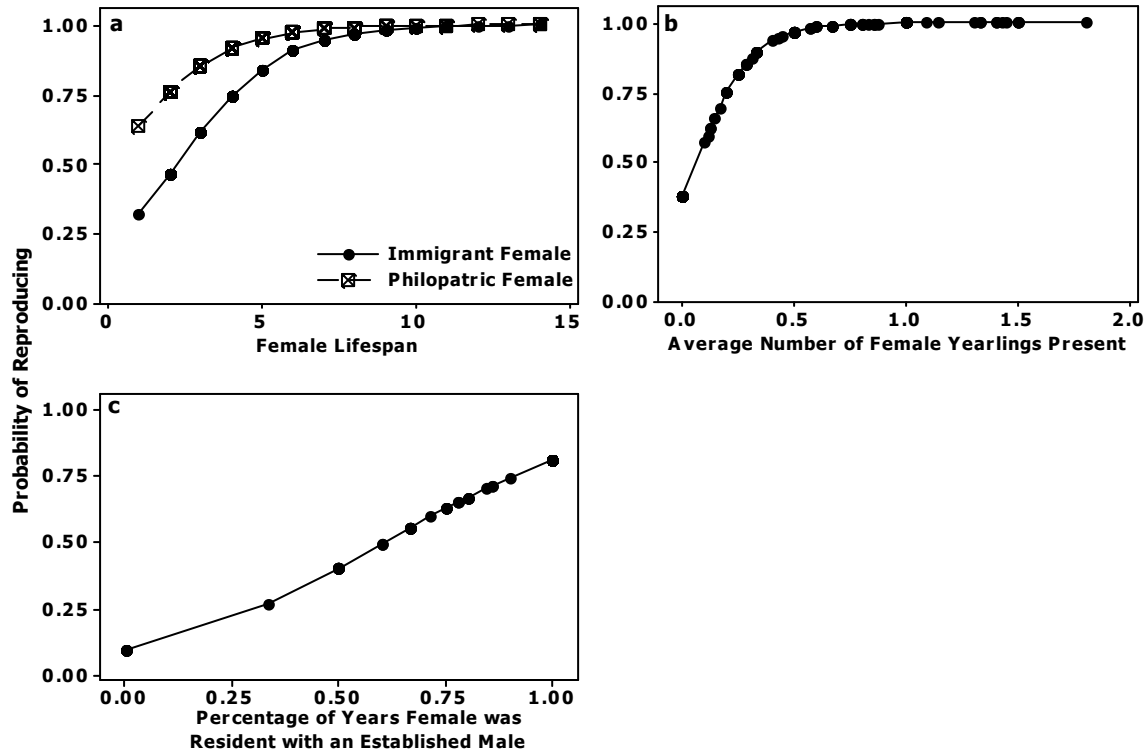 Probability of Reproducing
a
1.00
0.75
0.50
0.25
0.00
Immigrant Female
Philopatric Female
0 5 10 15
Female Lifespan
b
1.00
0.75
0.50
0.25
0.00
0.0 0.5 1.0 1.5 2.0
Average Number of Female Yearlings Present
c
1.00
0.75
0.50
0.25
0.00
0.00 0.25 0.50 0.75 1.00
Percentage of Years Female was
Resident with an Established Male